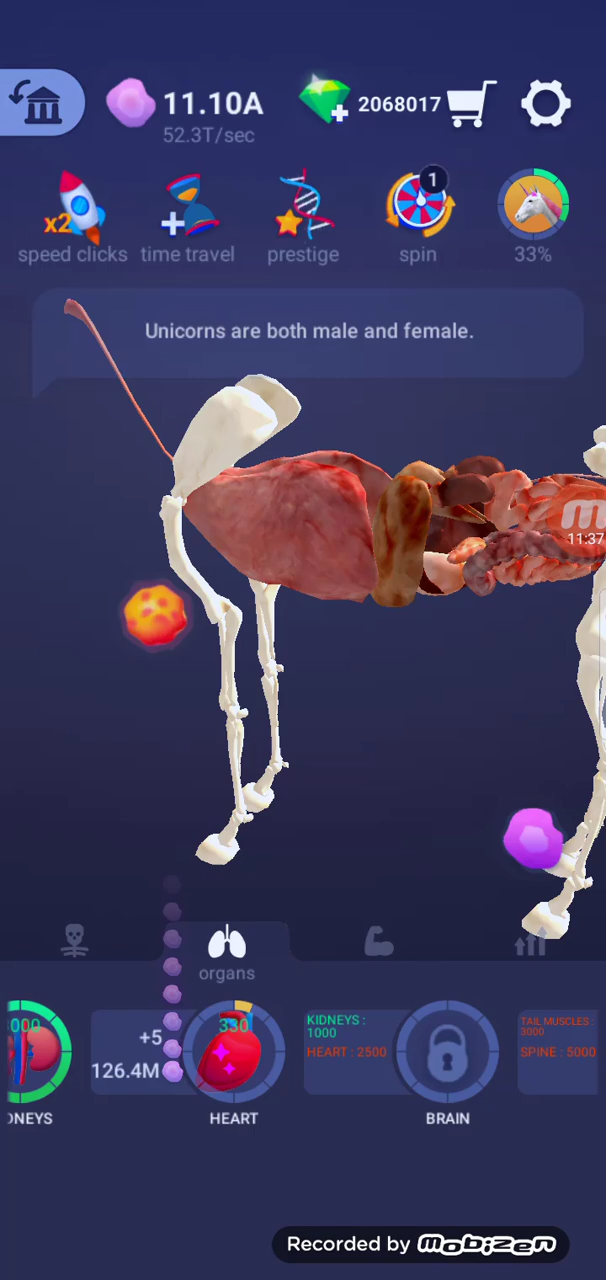 11.10A
2068017
52.3T/sec
x2
1
speed clicks
time travel
prestige
spin
33%
Unicorns are both male and female.
11:37
organs
+5
126.4M
330
KIDNEYS :
1000
HEART : 2500
TAIL MUSCLES :
3000
SPINE : 5000
HEART
BRAIN
Recorded by mobizen